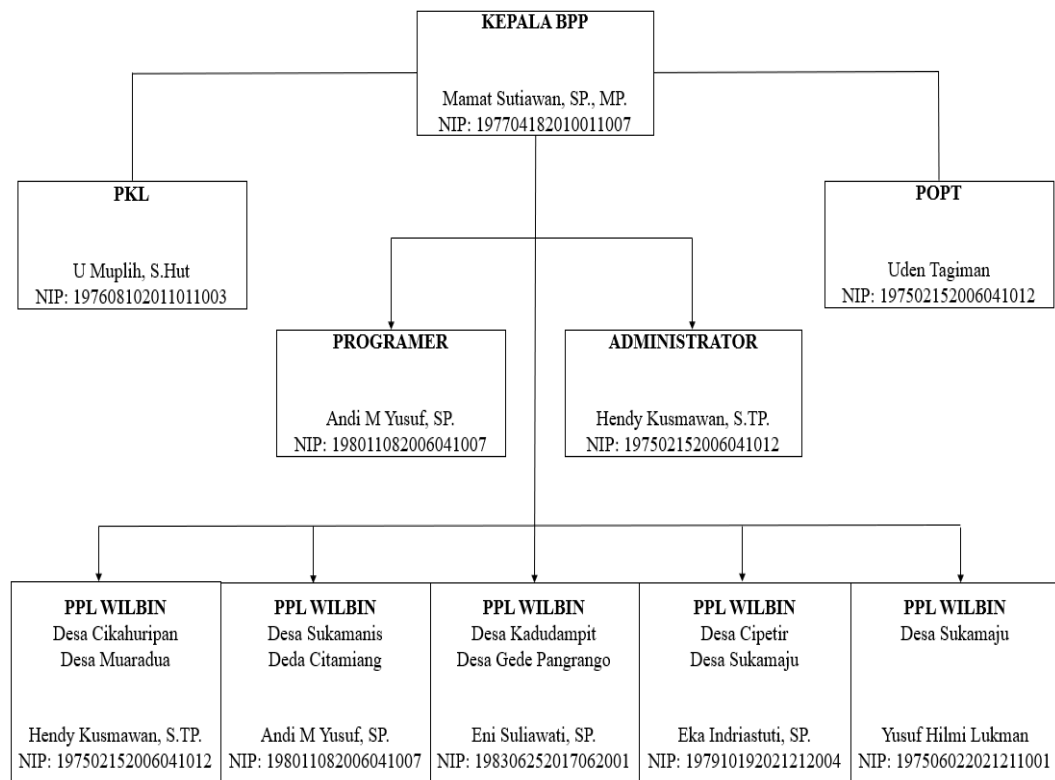 KEPALA BPP
Mamat Sutiawan, SP., MP.
NIP: 197704182010011007
PKL
U Muplih, S.Hut
NIP: 197608102011011003
POPT
Uden Tagiman
NIP: 197502152006041012
PROGRAMER
Andi M Yusuf, SP.
NIP: 198011082006041007
ADMINISTRATOR
Hendy Kusmawan, S.TP.
NIP: 197502152006041012
PPL WILBIN
Desa Cikahuripan
Desa Muaradua
Hendy Kusmawan, S.TP.
NIP: 197502152006041012
PPL WILBIN
Desa Sukamanis
Deda Citamiang
Andi M Yusuf, SP.
NIP: 198011082006041007
PPL WILBIN
Desa Kadudampit
Desa Gede Pangrango
Eni Suliawati, SP.
NIP: 198306252017062001
PPL WILBIN
Desa Cipetir
Desa Sukamaju
Eka Indriastuti, SP.
NIP: 197910192021212004
PPL WILBIN
Desa Sukamaju
Yusuf Hilmi Lukman
NIP: 197506022021211001